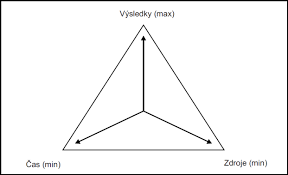 Výsledky (max)
Čas (min)
Zdroje (min)